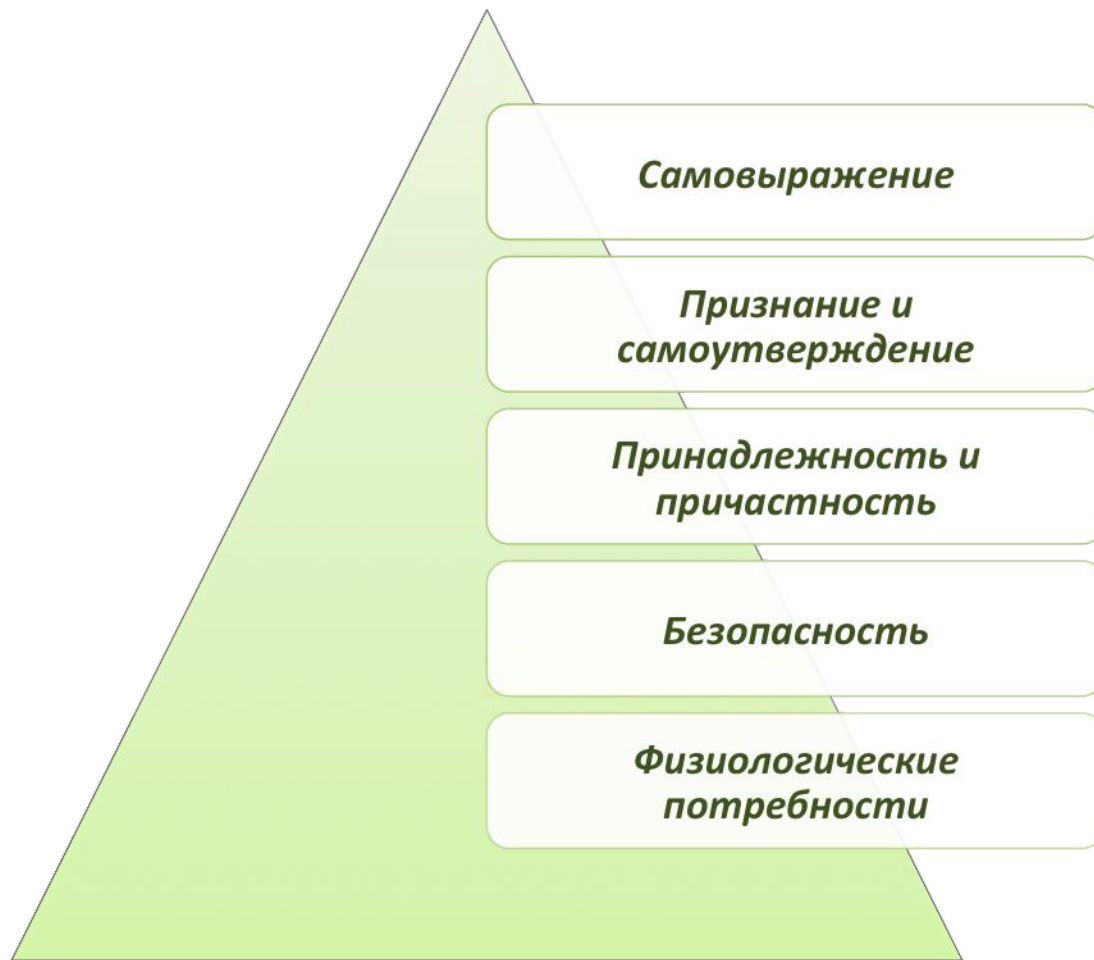 Самовыражение
Признание и
самоутверждение
Принадлежность и
причастность
Безопасность
Физиологические
потребности